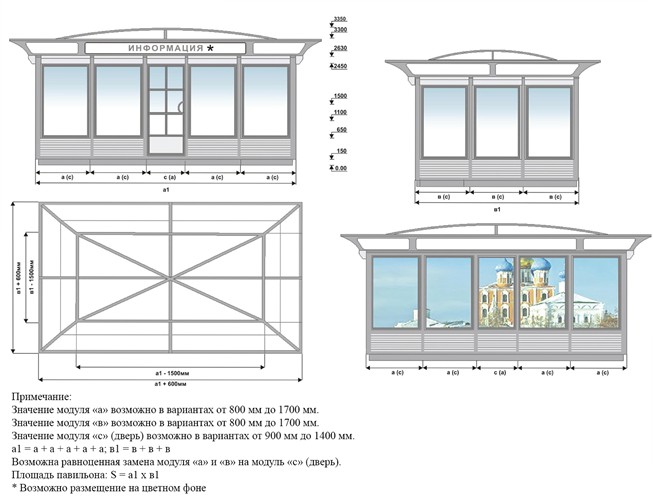 ИНФОРМАЦИЯ *
3350.
3300
2630
2450
1500
1100
650
150
0.00
а (с) а (с) с (а) а (с) а (с)
а1
в (с) в (с) в (с)
в1
в1 + 600мм
в1 - 1500мм
а1 - 1500мм
а1 + 600мм
а (с) а (с) с (а) а (с) а (с)
Примечание:
Значение модуля «а» возможно в вариантах от 800 мм до 1700 мм.
Значение модуля «в» возможно в вариантах от 800 мм до 1700 мм.
Значение модуля «с» (дверь) возможно в вариантах от 900 мм до 1400 мм.
а1 = а + а + а + а + а; в1 = в + в + в
Возможна равноценная замена модуля «а» и «в» на модуль «с» (дверь).
Площадь павильона: S = а1 х в1
* Возможно размещение на цветном фоне